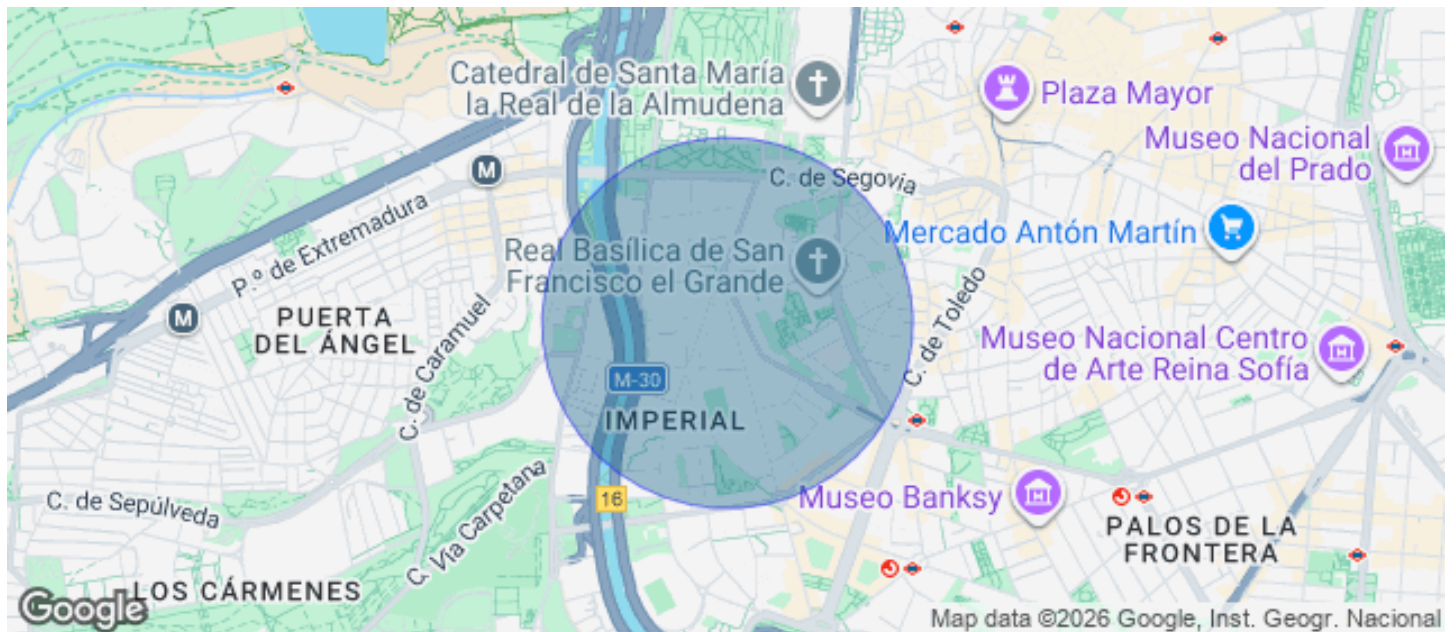 Catedral de Santa María
la Real de la Almudena
Plaza Mayor
Museo Nacional
del Prado
C. de Segovia
M
P.º de Extremadura
Mercado Antón Martín
Real Basílica de San
Francisco el Grande
M
PUERTA
DEL ÁNGEL
C. de Caramuel
C. de Toledo
Museo Nacional Centro
de Arte Reina Sofía
M-30
IMPERIAL
C. Vía Carpetana
16
C. de Sepúlveda
Museo Banksy
PALOS DE LA
FRONTERA
LOS CÁRMENES
Google
Map data ©2026 Google, Inst. Geogr. Nacional